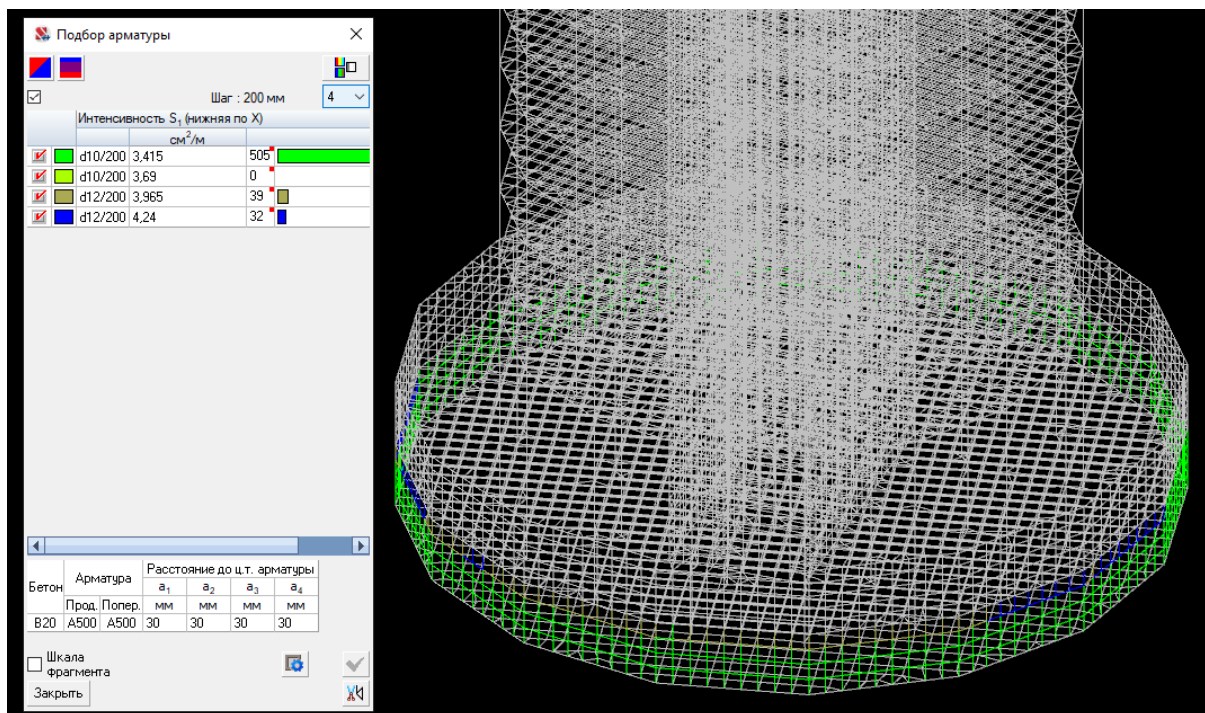 Подбор арматуры
Шаг : 200 мм 4
Интенсивность S1 (нижняя по X)
см2/м
d10/200 3,415 505
d10/200 3,69 0
d12/200 3,965 39
d12/200 4,24 32
Бетон Арматура Расстояние до ц.т. арматуры
a1 a2 a3 a4
Прод. Попер. мм мм мм мм
B20 A500 A500 30 30 30 30
Шкала
фрагмента
Закрыть